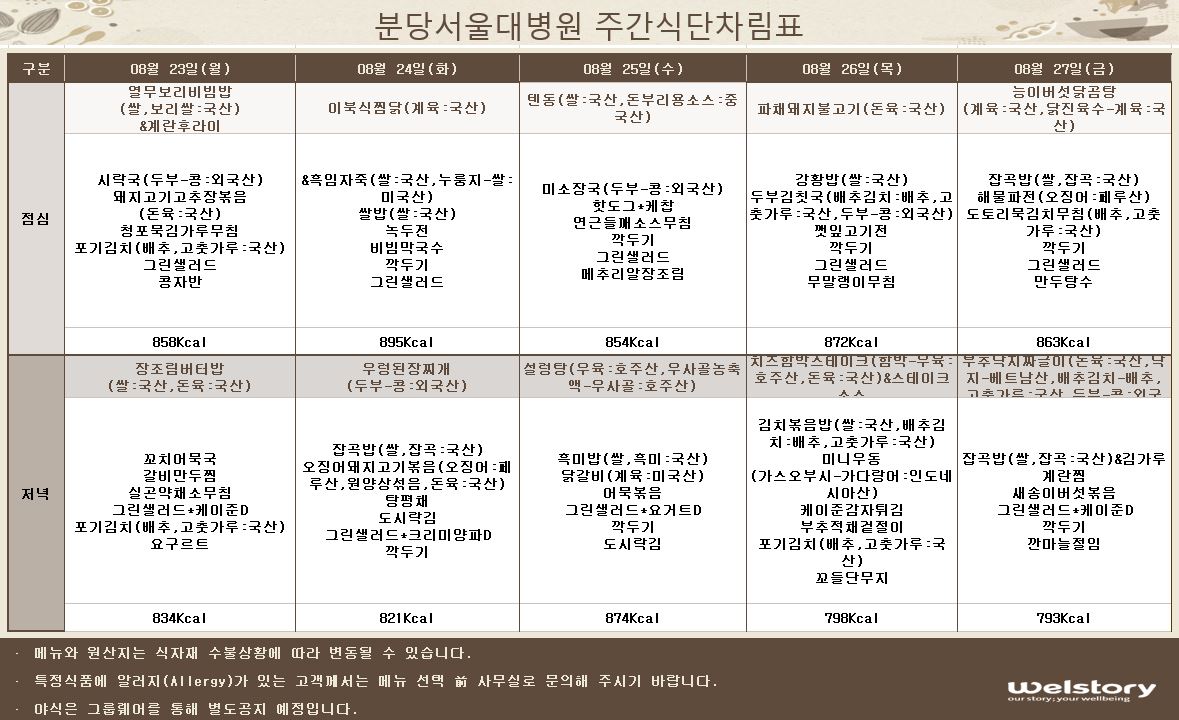 분당서울대병원 주간식단차림표
구분
08월 23일(월)
08월 24일(화)
08월 25일(수)
08월 26일(목)
08월 27일(금)
점심
열무보리비빔밥
(쌀,보리쌀:국산)
&계란후라이
이북식찜닭(계육:국산)
텐동(쌀:국산,돈부리용소스:중
국산)
파채돼지불고기(돈육:국산)
능이버섯닭곰탕
(계육:국산,닭진육수-계육:국
산)
시락국(두부-콩:외국산)
돼지고기고추장볶음
(돈육:국산)
청포묵김가루무침
포기김치(배추,고춧가루:국산)
그린샐러드
콩자반
&흑임자죽(쌀:국산,누룽지-쌀:
미국산)
쌀밥(쌀:국산)
녹두전
비빔막국수
깍두기
그린샐러드
미소장국(두부-콩:외국산)
핫도그*케찹
연근들깨소스무침
깍두기
그린샐러드
메추리알장조림
강황밥(쌀:국산)
두부김칫국(배추김치:배추,고
춧가루:국산,두부-콩:외국산)
깻잎고기전
깍두기
그린샐러드
무말랭이무침
잡곡밥(쌀,잡곡:국산)
해물파전(오징어:페루산)
도토리묵김치무침(배추,고춧
가루:국산)
깍두기
그린샐러드
만두탕수
858Kcal
895Kcal
854Kcal
872Kcal
863Kcal
저녁
장조림버터밥
(쌀:국산,돈육:국산)
우렁된장찌개
(두부-콩:외국산)
설렁탕(우육:호주산,우사골농축
액-우사골:호주산)
치즈함박스테이크(함박-우육:
호주산,돈육:국산)&스테이크
소스
부추낙지짜글이(돈육:국산,낙
지-베트남산,배추김치-배추,
고춧가루:국산,두부-콩:외국
꼬치어묵국
갈비만두찜
실곤약채소무침
그린샐러드*케이준D
포기김치(배추,고춧가루:국산)
요구르트
잡곡밥(쌀,잡곡:국산)
오징어돼지고기볶음(오징어:페
루산,원양상섞음,돈육:국산)
탕평채
도시락김
그린샐러드*크리미양파D
깍두기
흑미밥(쌀,흑미:국산)
닭갈비(계육:미국산)
어묵볶음
그린샐러드*요거트D
깍두기
도시락김
김치볶음밥(쌀:국산,배추김
치:배추,고춧가루:국산)
미니우동
(가스오부시-가다랑어:인도네
시아산)
케이준감자튀김
부추적채겉절이
포기김치(배추,고춧가루:국
산)
꼬들단무지
잡곡밥(쌀,잡곡:국산)&김가루
계란찜
새송이버섯볶음
그린샐러드*케이준D
깍두기
깐마늘절임
834Kcal
821Kcal
874Kcal
798Kcal
793Kcal
· 메뉴와 원산지는 식자재 수불상황에 따라 변동될 수 있습니다.
· 특정식품에 알러지(Allergy)가 있는 고객께서는 메뉴 선택 前 사무실로 문의해 주시기 바랍니다.
· 야식은 그룹웨어를 통해 별도공지 예정입니다.
welstory
our story; your wellbeing